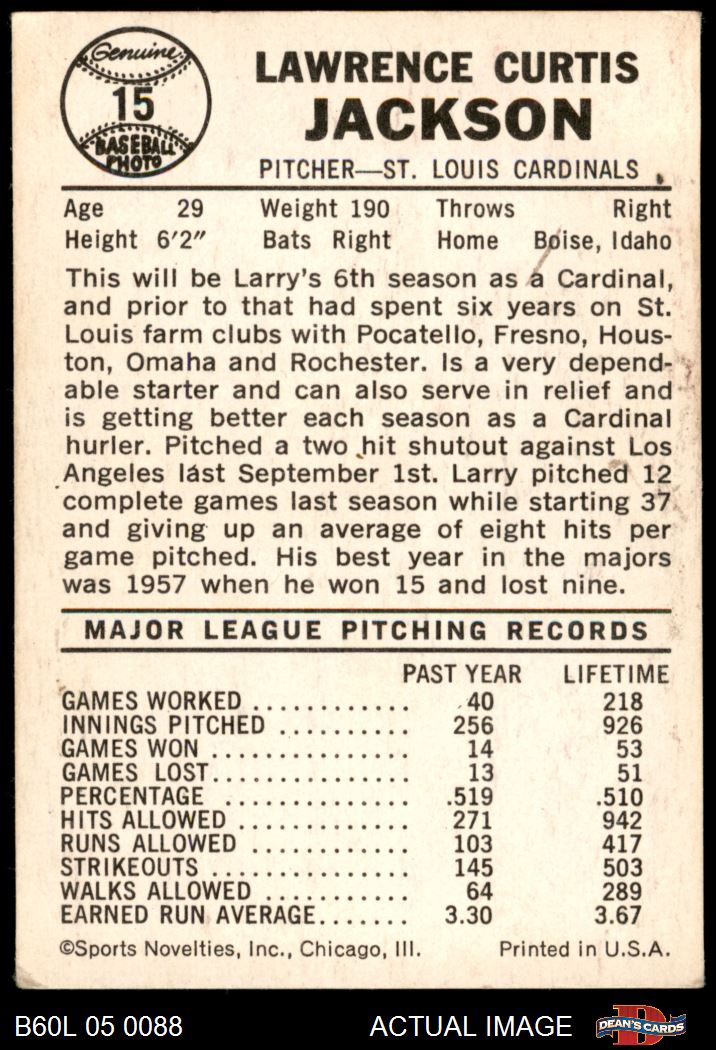 Genuine
15
BASEBALL
PHOTO
LAWRENCE CURTIS
JACKSON
PITCHER—ST. LOUIS CARDINALS
Age 29 Weight 190 Throws Right
Height 6'2" Bats Right Home Boise, Idaho
This will be Larry's 6th season as a Cardinal,
and prior to that had spent six years on St.
Louis farm clubs with Pocatello, Fresno, Hous-
ton, Omaha and Rochester. Is a very depend-
able starter and can also serve in relief and
is getting better each season as a Cardinal
hurler. Pitched a two hit shutout against Los
Angeles last September 1st. Larry pitched 12
complete games last season while starting 37
and giving up an average of eight hits per
game pitched. His best year in the majors
was 1957 when he won 15 and lost nine.
MAJOR LEAGUE PITCHING RECORDS
PAST YEAR LIFETIME
GAMES WORKED ............ 40 218
INNINGS PITCHED .......... 256 926
GAMES WON ............... 14 53
GAMES LOST............... 13 51
PERCENTAGE .............. .519 .510
HITS ALLOWED ............. 271 942
RUNS ALLOWED ............ 103 417
STRIKEOUTS ............... 145 503
WALKS ALLOWED ............ 64 289
EARNED RUN AVERAGE....... 3.30 3.67
©Sports Novelties, Inc., Chicago, Ill. Printed in U.S.A.
B60L 05 0088 ACTUAL IMAGE DEAN'S CARDS